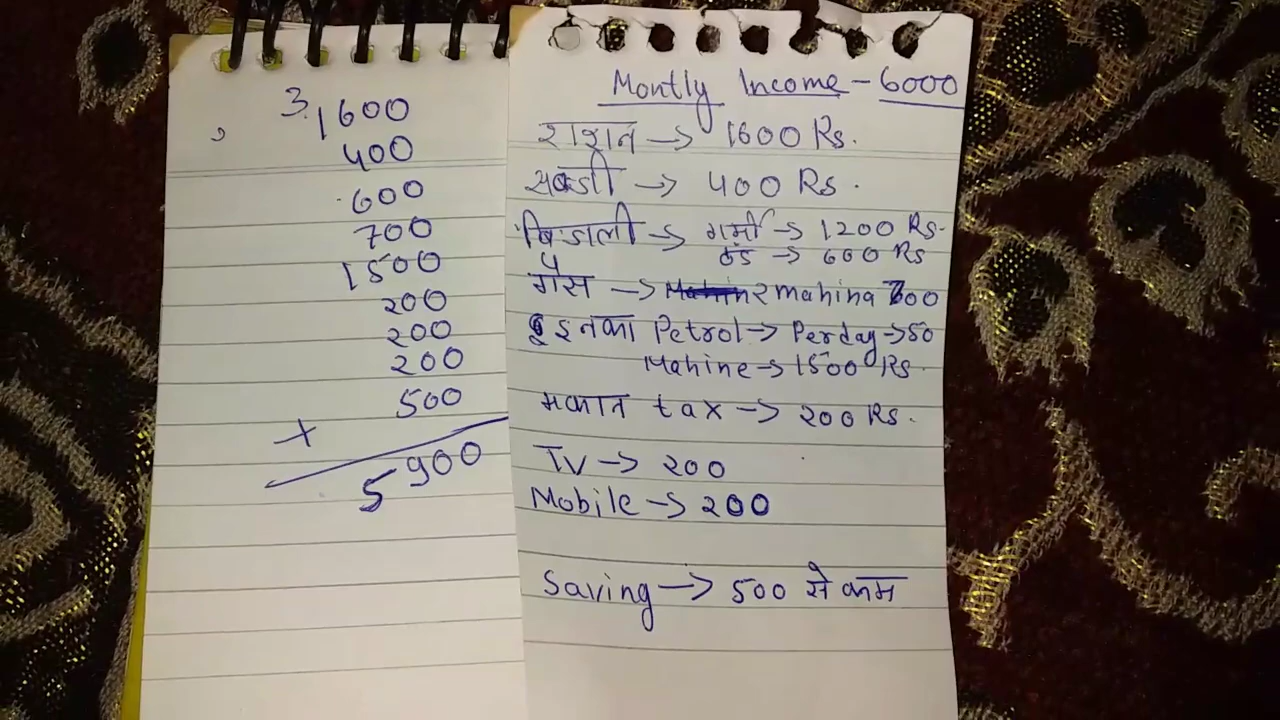 3.
1600
400
600
700
1500
200
200
200
500
+
5900
Montly Income - 6000
राशन → 1600 Rs.
सब्जी → 400 Rs.
बिजली → गर्मी → 1200 Rs.
ठंड → 600 Rs
गैस → 2 mahina 700
इनका Petrol → Perday → 50
Mahine → 1500 Rs.
मकान tax → 200 Rs.
TV → 200
Mobile → 200
Saving → 500 से कम